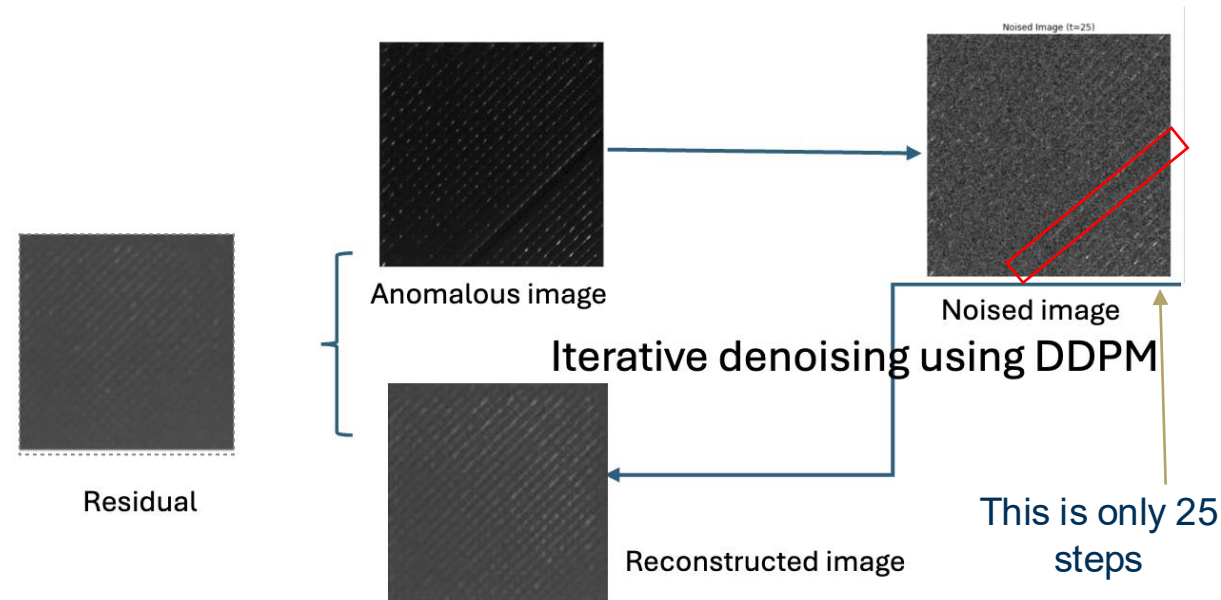 Noised Image (t=25)
Anomalous image
Noised image
Iterative denoising using DDPM
Residual
This is only 25
steps
Reconstructed image